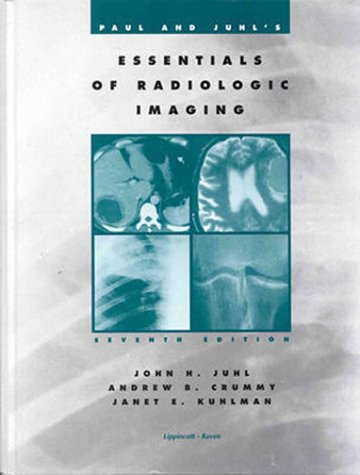 PAUL AND JUHL'S
ESSENTIALS
OF RADIOLOGIC
IMAGING
SEVENTH EDITION
JOHN H. JUHL
ANDREW B. CRUMMY
JANET E. KUHLMAN
Lippincott - Raven